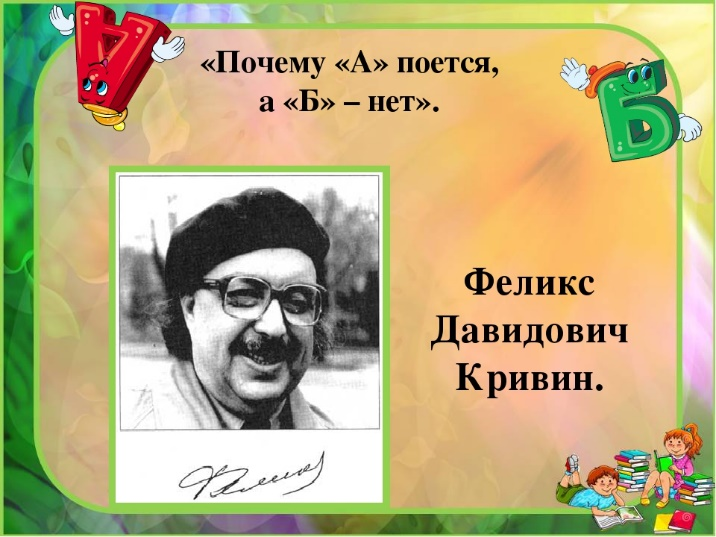 «Почему «А» поется,
а «Б» – нет».
Феликс
Давидович
Кривин.